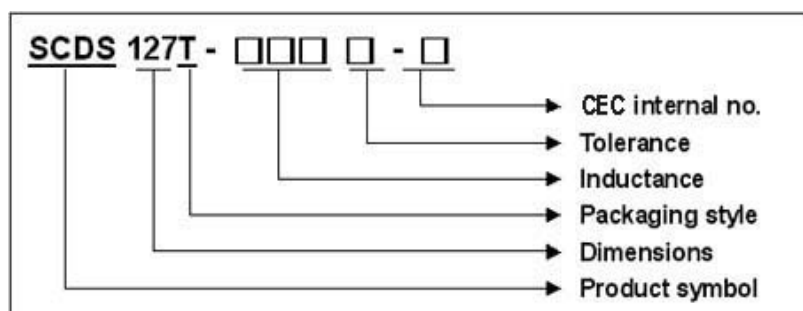 SCDS 127T - □□□ □ - □
CEC internal no.
Tolerance
Inductance
Packaging style
Dimensions
Product symbol